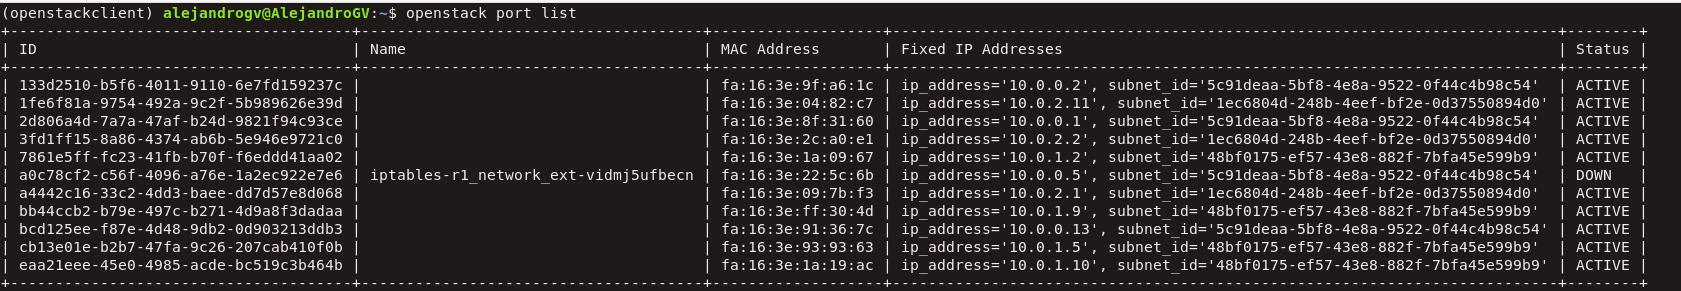 (openstackclient) alejandrogv@AlejandroGV:~$ openstack port list
+--------------------------------------+--------------------------------------+-------------------+--------------------------------------------------------------------------+--------+
| ID                                   | Name                                 | MAC Address       | Fixed IP Addresses                                                       | Status |
+--------------------------------------+--------------------------------------+-------------------+--------------------------------------------------------------------------+--------+
| 133d2510-b5f6-4011-9110-6e7fd159237c |                                      | fa:16:3e:9f:a6:1c | ip_address='10.0.0.2', subnet_id='5c91deaa-5bf8-4e8a-9522-0f44c4b98c54'  | ACTIVE |
| 1fe6f81a-9754-492a-9c2f-5b989626e39d |                                      | fa:16:3e:04:82:c7 | ip_address='10.0.2.11', subnet_id='1ec6804d-248b-4eef-bf2e-0d37550894d0' | ACTIVE |
| 2d806a4d-7a7a-47af-b24d-9821f94c93ce |                                      | fa:16:3e:8f:31:60 | ip_address='10.0.0.1', subnet_id='5c91deaa-5bf8-4e8a-9522-0f44c4b98c54'  | ACTIVE |
| 3fd1ff15-8a86-4374-ab6b-5e946e9721c0 |                                      | fa:16:3e:2c:a0:e1 | ip_address='10.0.2.2', subnet_id='1ec6804d-248b-4eef-bf2e-0d37550894d0'  | ACTIVE |
| 7861e5ff-fc23-41fb-b70f-f6eddd41aa02 |                                      | fa:16:3e:1a:09:67 | ip_address='10.0.1.2', subnet_id='48bf0175-ef57-43e8-882f-7bfa45e599b9'  | ACTIVE |
| a0c78cf2-c56f-4096-a76e-1a2ec922e7e6 | iptables-r1_network_ext-vidmj5ufbecn | fa:16:3e:22:5c:6b | ip_address='10.0.0.5', subnet_id='5c91deaa-5bf8-4e8a-9522-0f44c4b98c54'  | DOWN   |
| a4442c16-33c2-4dd3-baee-dd7d57e8d068 |                                      | fa:16:3e:09:7b:f3 | ip_address='10.0.2.1', subnet_id='1ec6804d-248b-4eef-bf2e-0d37550894d0'  | ACTIVE |
| bb44ccb2-b79e-497c-b271-4d9a8f3dadaa |                                      | fa:16:3e:ff:30:4d | ip_address='10.0.1.9', subnet_id='48bf0175-ef57-43e8-882f-7bfa45e599b9'  | ACTIVE |
| bcd125ee-f87e-4d48-9db2-0d903213ddb3 |                                      | fa:16:3e:91:36:7c | ip_address='10.0.0.13', subnet_id='5c91deaa-5bf8-4e8a-9522-0f44c4b98c54' | ACTIVE |
| cb13e01e-b2b7-47fa-9c26-207cab410f0b |                                      | fa:16:3e:93:93:63 | ip_address='10.0.1.5', subnet_id='48bf0175-ef57-43e8-882f-7bfa45e599b9'  | ACTIVE |
| eaa21eee-45e0-4985-acde-bc519c3b464b |                                      | fa:16:3e:1a:19:ac | ip_address='10.0.1.10', subnet_id='48bf0175-ef57-43e8-882f-7bfa45e599b9' | ACTIVE |
+--------------------------------------+--------------------------------------+-------------------+--------------------------------------------------------------------------+--------+